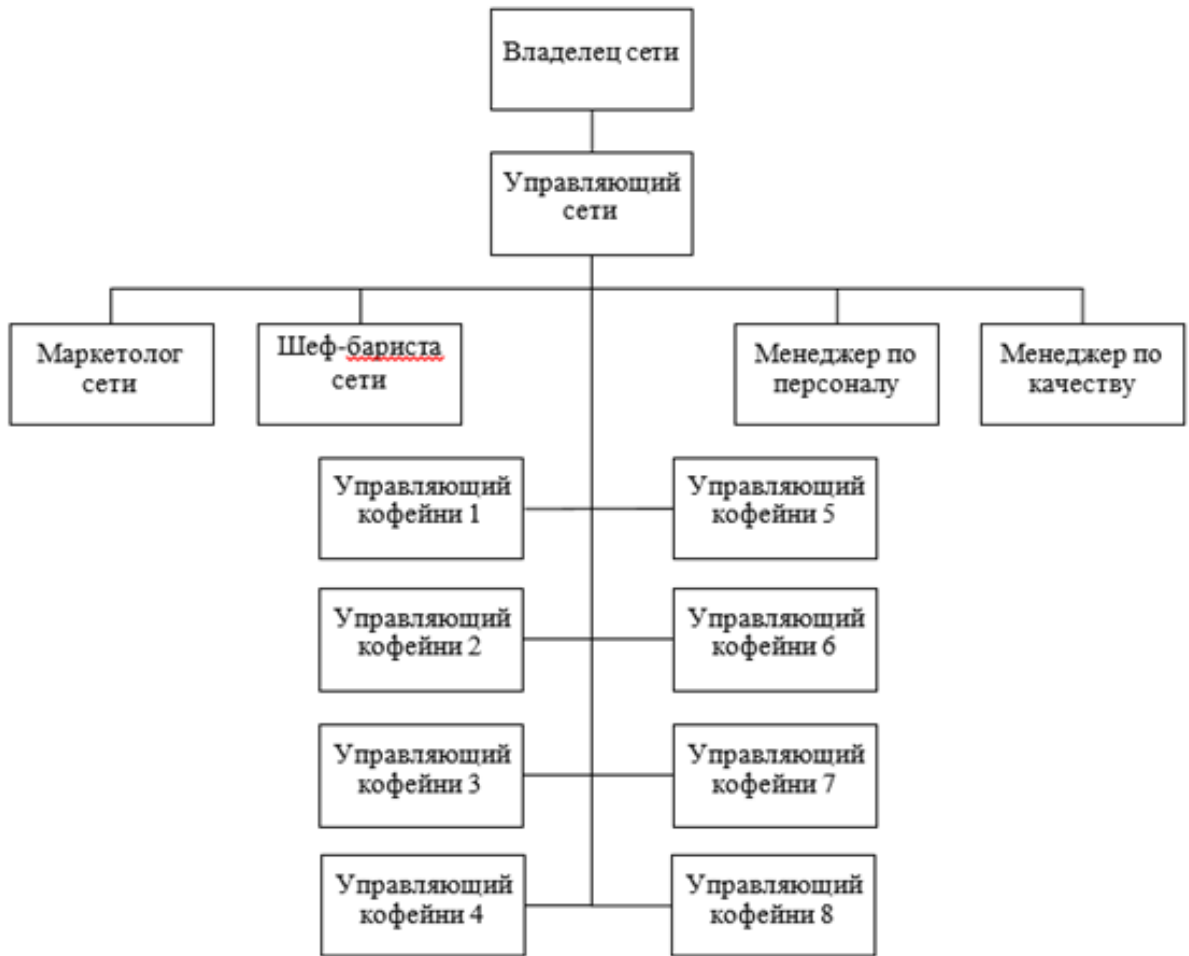 Владелец сети
Управляющий
сети
Маркетолог
сети
Шеф-бариста
сети
Менеджер по
персоналу
Менеджер по
качеству
Управляющий
кофейни 1
Управляющий
кофейни 5
Управляющий
кофейни 2
Управляющий
кофейни 6
Управляющий
кофейни 3
Управляющий
кофейни 7
Управляющий
кофейни 4
Управляющий
кофейни 8